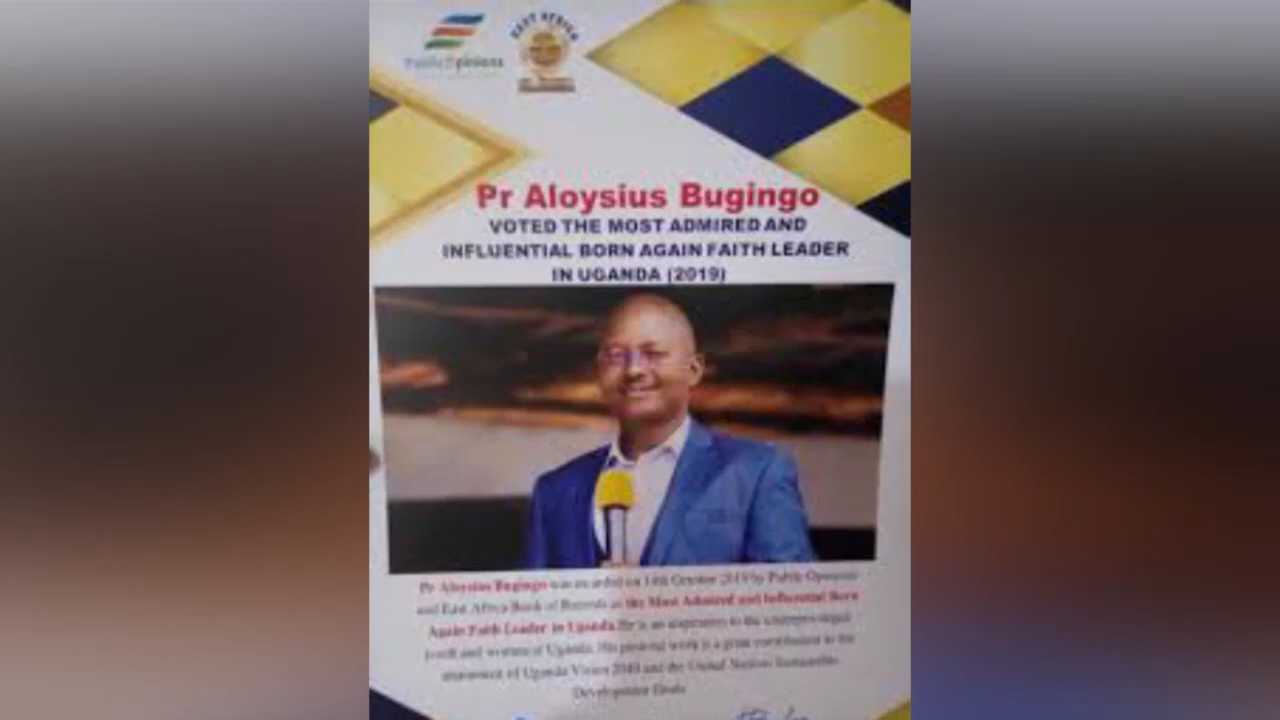 Public Opinions
EAST AFRICA
Pr Aloysius Bugingo
VOTED THE MOST ADMIRED AND
INFLUENTIAL BORN AGAIN FAITH LEADER
IN UGANDA (2019)
Pr Aloysius Bugingo was awarded on 14th October 2019 by Public Opinions
and East Africa Book of Records as the Most Admired and Influential Born
Again Faith Leader in Uganda. He is an inspiration to the underprivileged
youth and women of Uganda. His pastoral work is a great contribution to the
attainment of Uganda Vision 2040 and the United Nations Sustainable
Development Goals